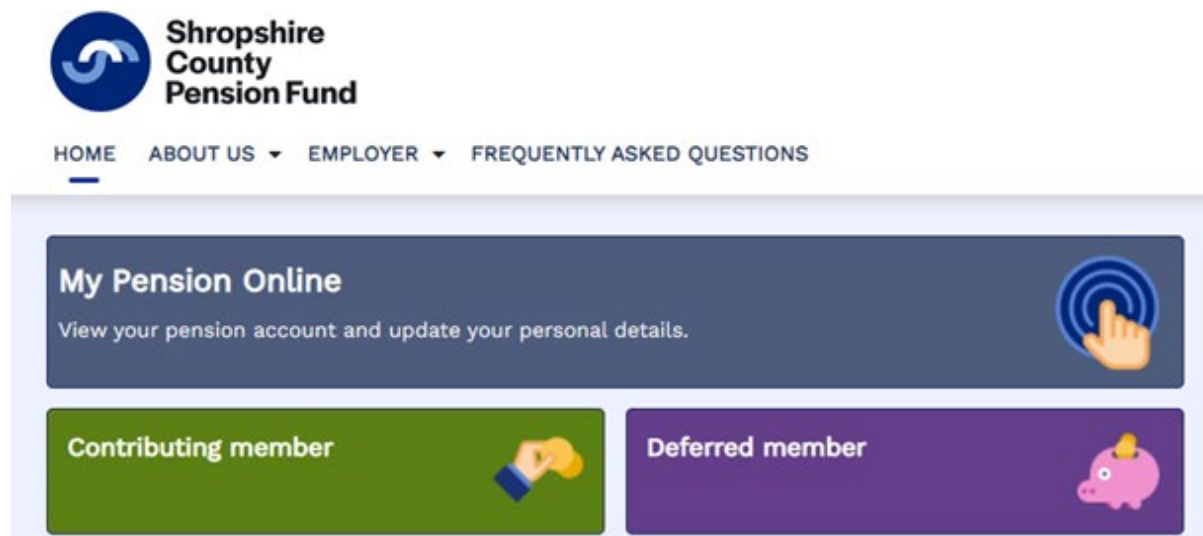 Shropshire
County
Pension Fund
HOME ABOUT US EMPLOYER FREQUENTLY ASKED QUESTIONS
My Pension Online
View your pension account and update your personal details.
Contributing member
Deferred member